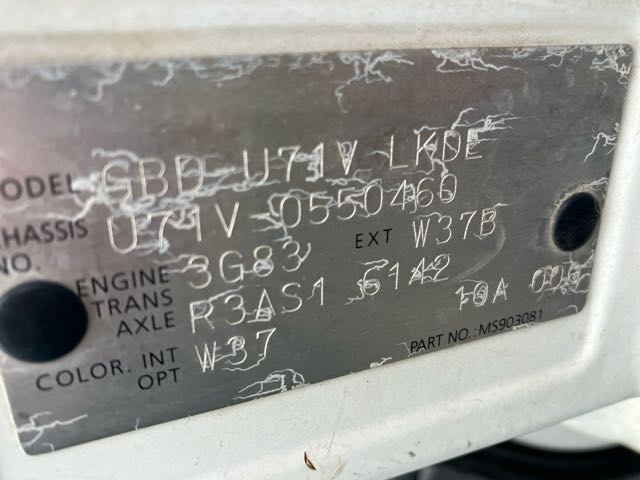 MODEL GBD-U71V LKDE
CHASSIS NO. U71V-0550460
ENGINE 3G83 EXT W37B
TRANS AXLE R3AS1 6142 10A 000
COLOR. INT OPT W37
PART NO.: MS903081